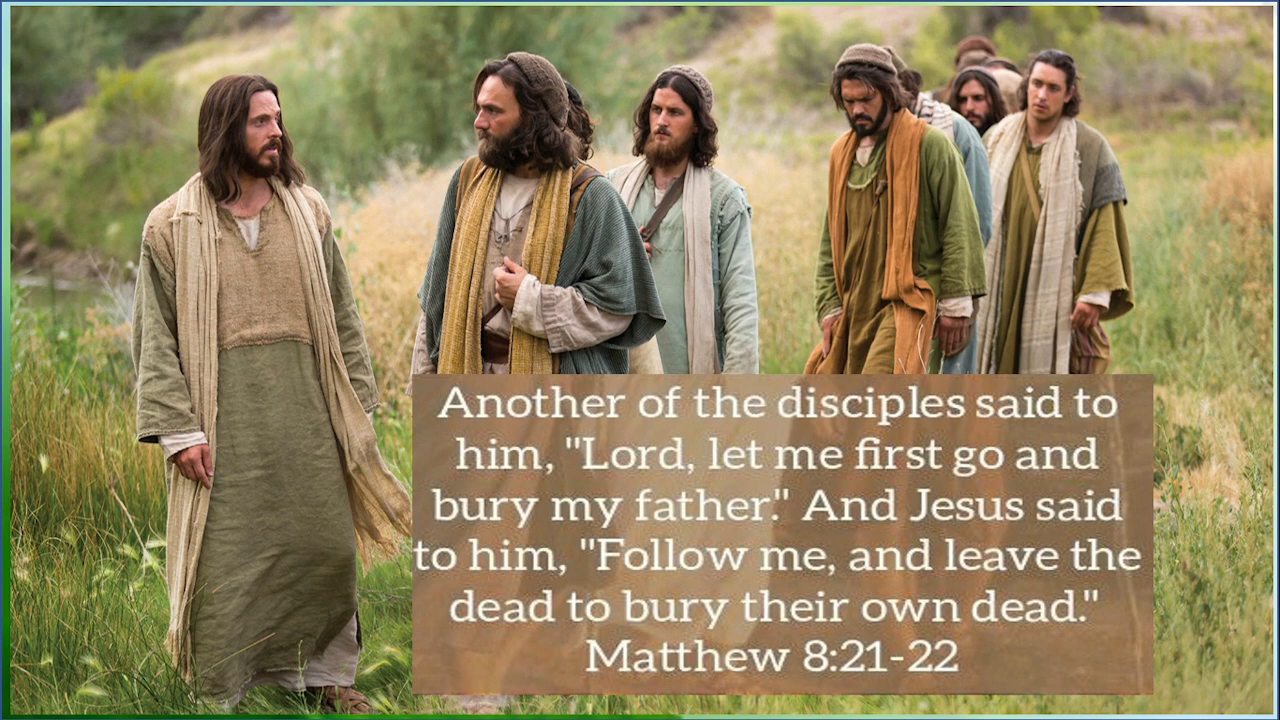 Another of the disciples said to
him, "Lord, let me first go and
bury my father." And Jesus said
to him, "Follow me, and leave the
dead to bury their own dead."
Matthew 8:21-22